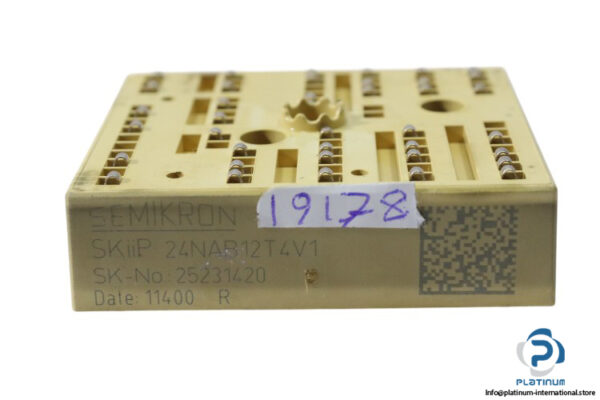 19178
SEMIKRON
SKiiP 24NAB12T4V1
SK-No 25231420
Date: 11400 R
PLATINUM
Info@platinum-international.store